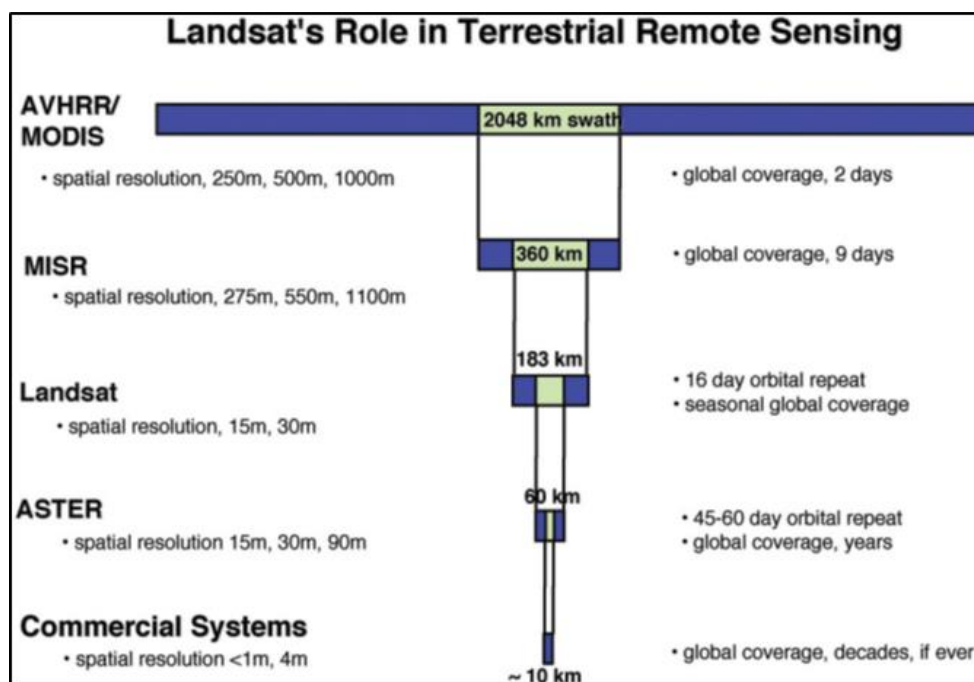 Landsat's Role in Terrestrial Remote Sensing
AVHRR/
MODIS
2048 km swath
• spatial resolution, 250m, 500m, 1000m
• global coverage, 2 days
MISR
360 km
• global coverage, 9 days
• spatial resolution, 275m, 550m, 1100m
183 km
Landsat
• 16 day orbital repeat
• seasonal global coverage
• spatial resolution, 15m, 30m
60 km
ASTER
• 45-60 day orbital repeat
• spatial resolution 15m, 30m, 90m
• global coverage, years
Commercial Systems
• spatial resolution <1m, 4m
• global coverage, decades, if ever
~ 10 km